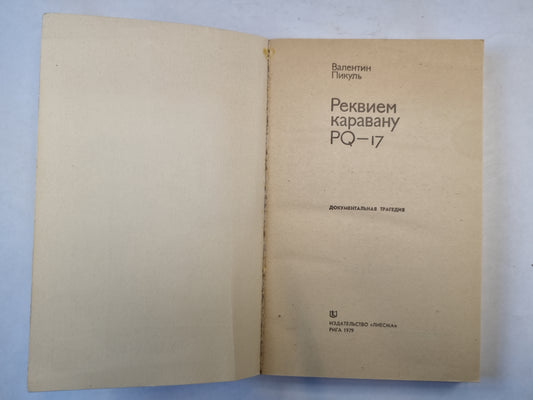 Валентин
Пикуль
Реквием
каравану
PQ—17
ДОКУМЕНТАЛЬНАЯ ТРАГЕДИЯ
ИЗДАТЕЛЬСТВО «ЛИЕСМА»
РИГА 1979